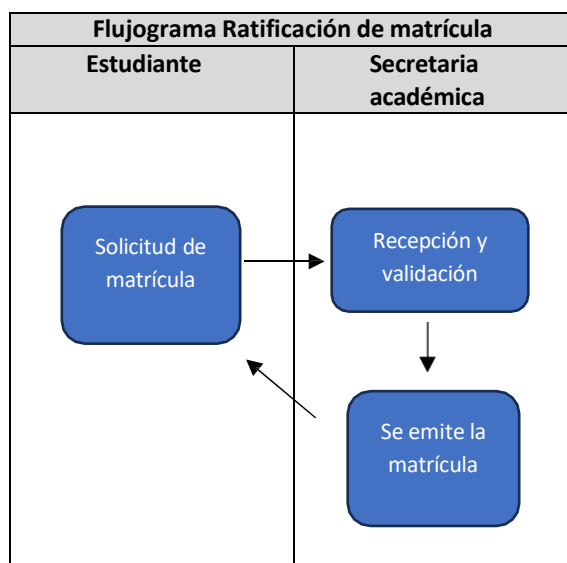 Flujograma Ratificación de matrícula
Estudiante
Secretaria
académica
Solicitud de
matrícula
Recepción y
validación
Se emite la
matrícula